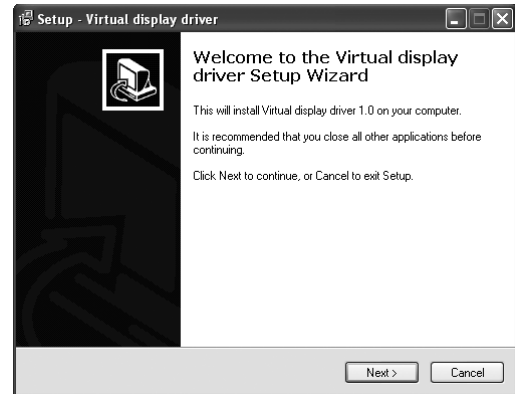 Setup - Virtual display driver
Welcome to the Virtual display
driver Setup Wizard
This will install Virtual display driver 1.0 on your computer.
It is recommended that you close all other applications before
continuing.
Click Next to continue, or Cancel to exit Setup.
Next >
Cancel